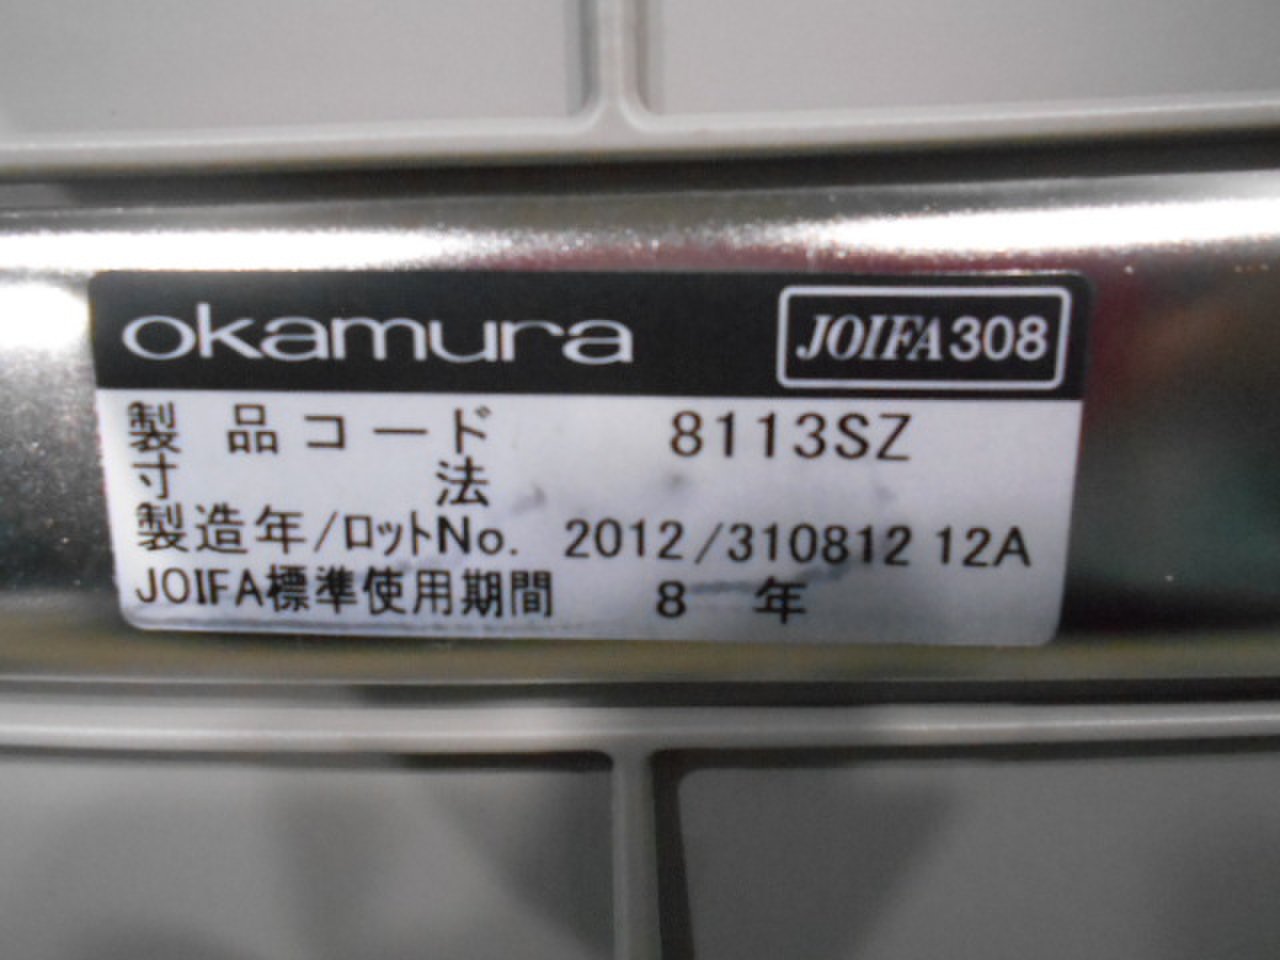 okamura JOIFA308
製品コード 8113SZ
寸法
製造年/ロットNo. 2012/310812 12A
JOIFA標準使用期間 8年